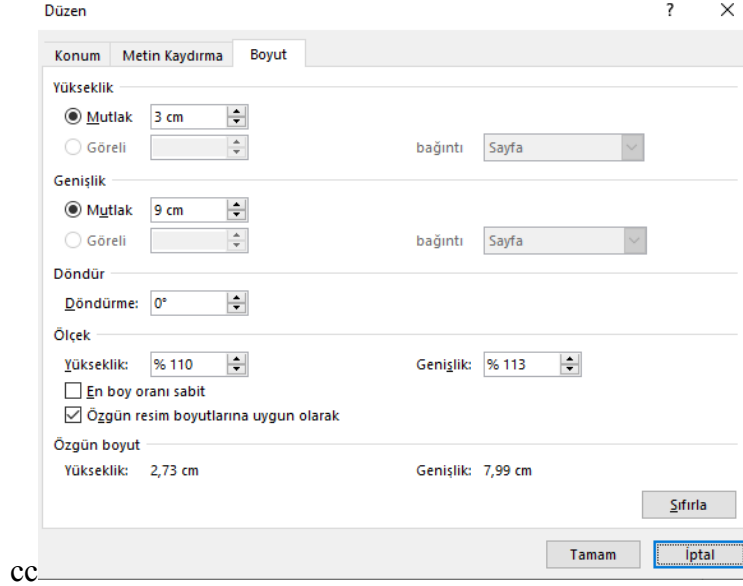 Düzen ? ×
Konum Metin Kaydırma Boyut
Yükseklik
Mutlak 3 cm
Göreli bağıntı Sayfa
Genişlik
Mutlak 9 cm
Göreli bağıntı Sayfa
Döndür
Döndürme: 0°
Ölçek
Yükseklik: % 110 Genişlik: % 113
En boy oranı sabit
Özgün resim boyutlarına uygun olarak
Özgün boyut
Yükseklik: 2,73 cm Genişlik: 7,99 cm
Sıfırla
Tamam İptal
cc